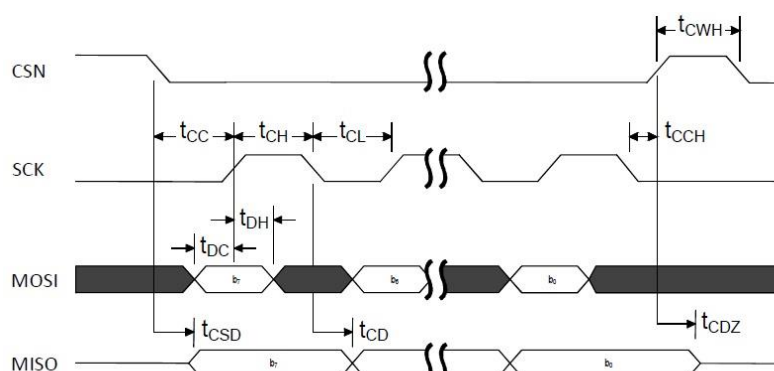 tCWH
CSN
tCC tCH tCL tCCH
SCK
tDH
tDC
MOSI b7 b6 b0
tCSD tCD tCDZ
MISO b7 b0